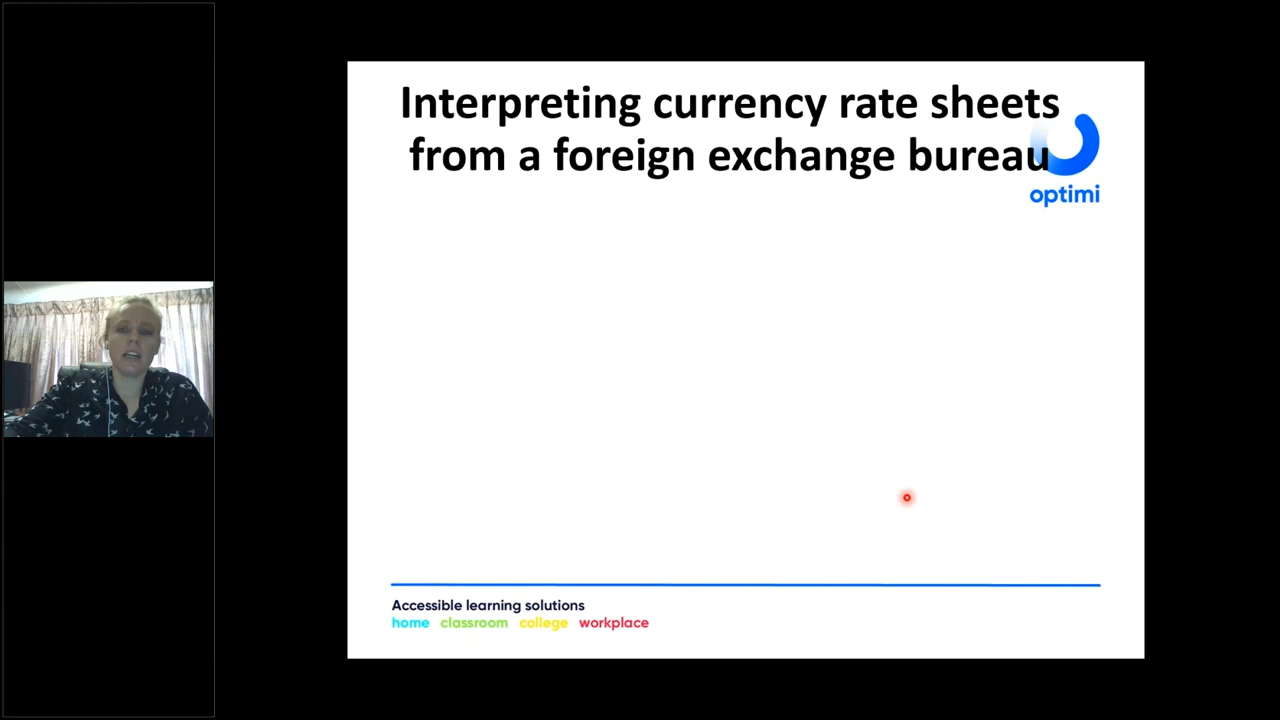 Interpreting currency rate sheets
from a foreign exchange bureau
optimi
Accessible learning solutions
home classroom college workplace